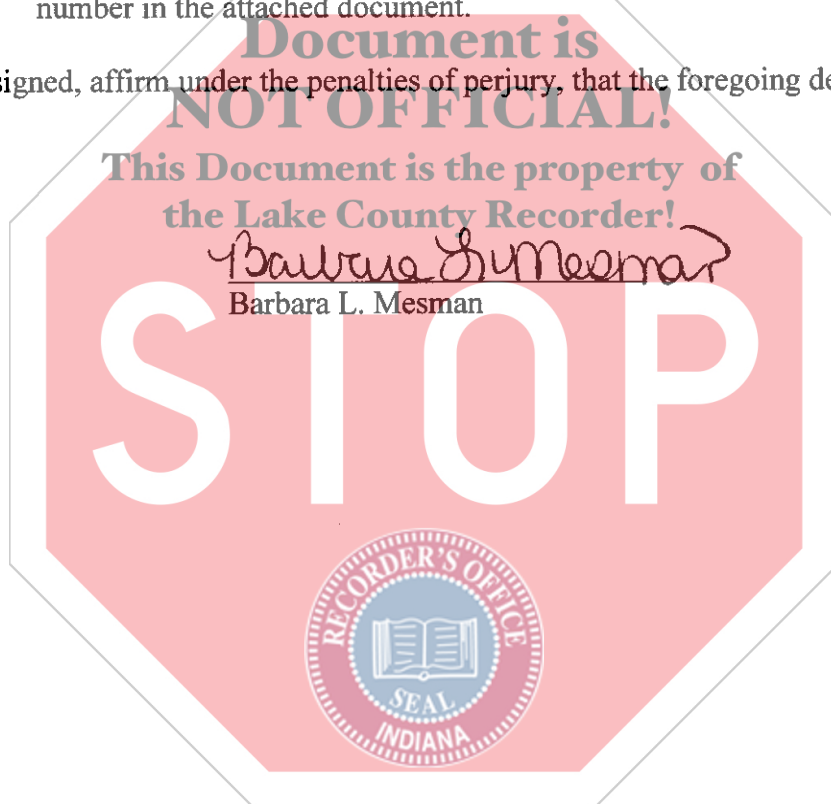 number in the attached document.
Document is
signed, affirm under the penalties of perjury, that the foregoing de
NOT OFFICIAL!
This Document is the property of
the Lake County Recorder!
Barbara L. Mesman
Barbara L. Mesman
STOP
RECORDER'S OFFICE
SEAL
INDIANA